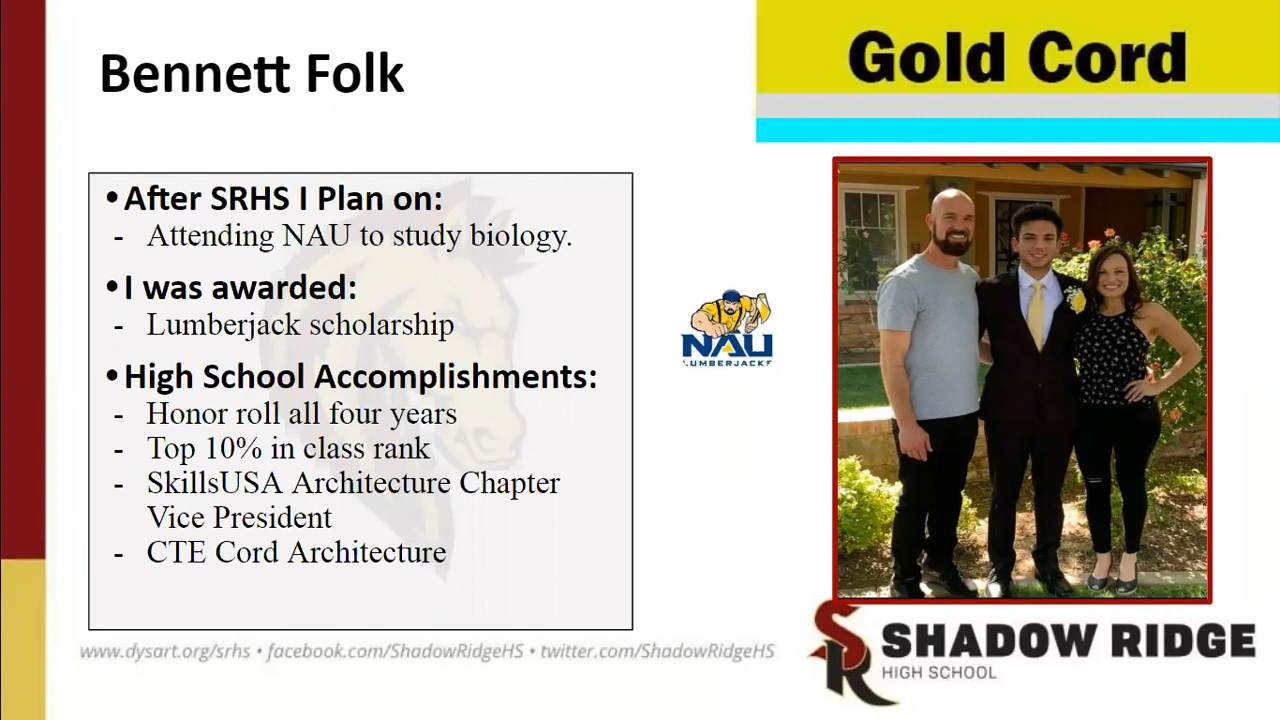 Bennett Folk
Gold Cord
•After SRHS I Plan on:
- Attending NAU to study biology.
•I was awarded:
- Lumberjack scholarship
•High School Accomplishments:
- Honor roll all four years
- Top 10% in class rank
- SkillsUSA Architecture Chapter
Vice President
- CTE Cord Architecture
NAU
LUMBERJACKS
www.dysart.org/srhs • facebook.com/ShadowRidgeHS • twitter.com/ShadowRidgeHS
SR
SHADOW RIDGE
HIGH SCHOOL